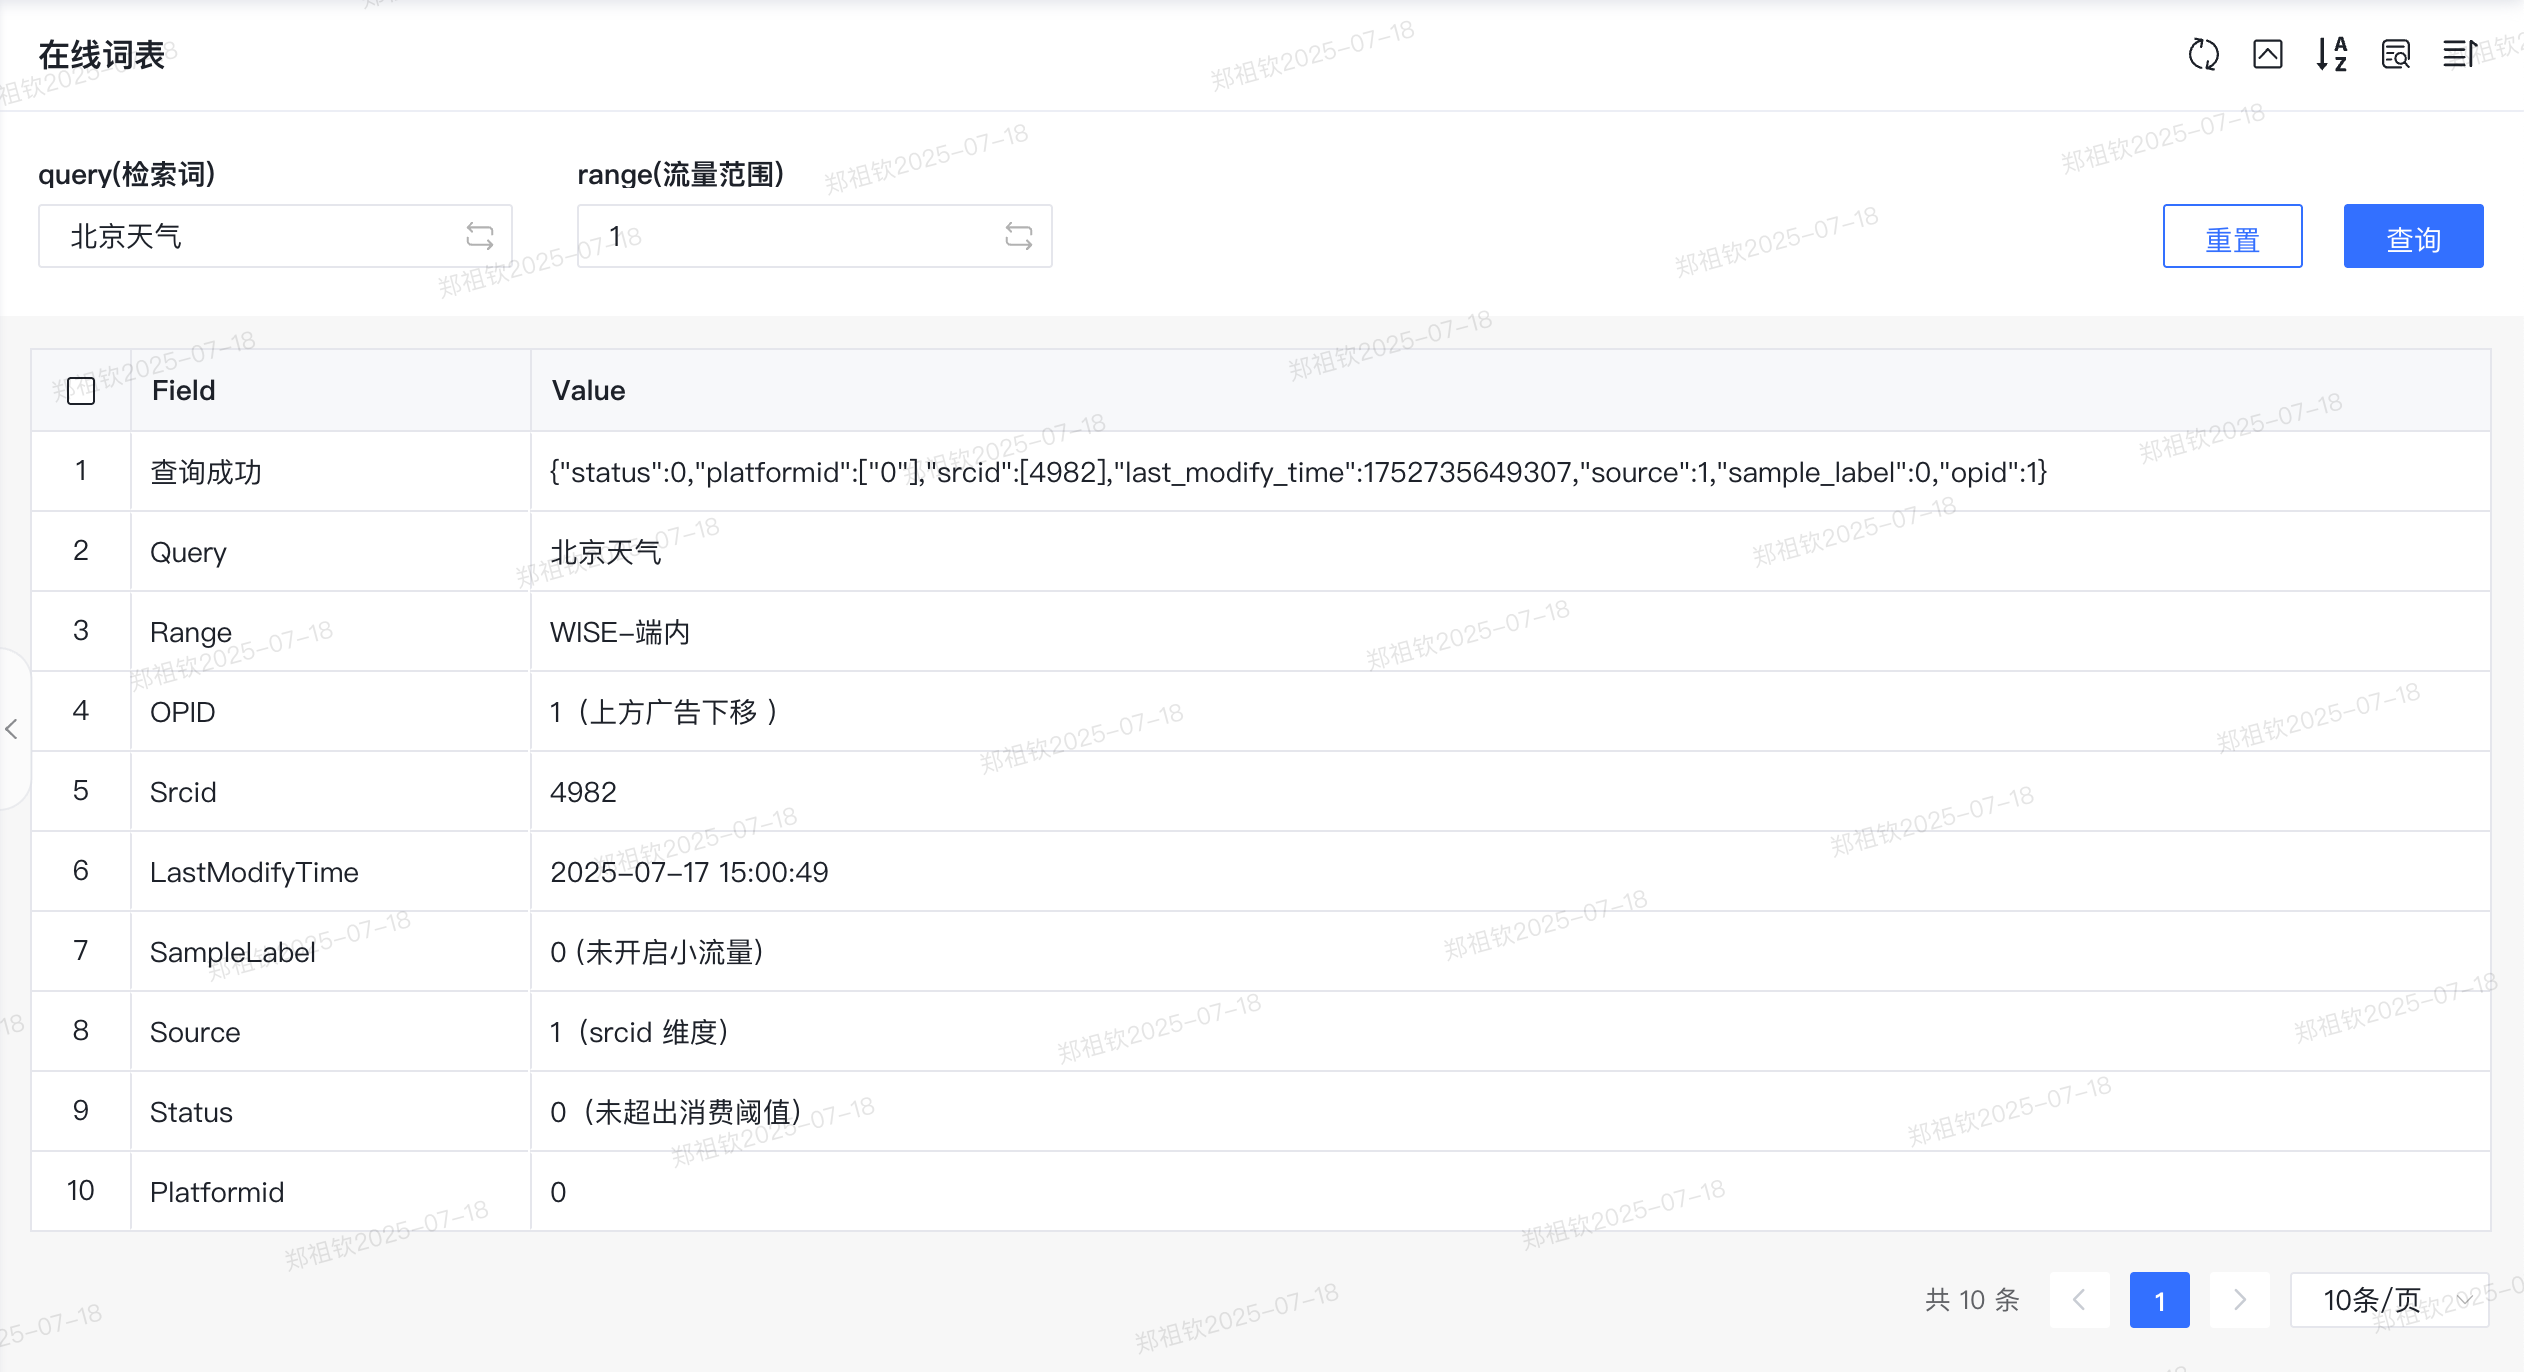 在线词表
query(检索词)
range(流量范围)
北京天气
1
重置
查询
Field Value
1 查询成功 {"status":0,"platformid":["0"],"srcid":[4982],"last_modify_time":1752735649307,"source":1,"sample_label":0,"opid":1}
2 Query 北京天气
3 Range WISE-端内
4 OPID 1（上方广告下移 ）
5 Srcid 4982
6 LastModifyTime 2025-07-17 15:00:49
7 SampleLabel 0 (未开启小流量)
8 Source 1（srcid 维度）
9 Status 0（未超出消费阈值）
10 Platformid 0
共 10 条
1
10条/页
郑祖钦2025-07-18